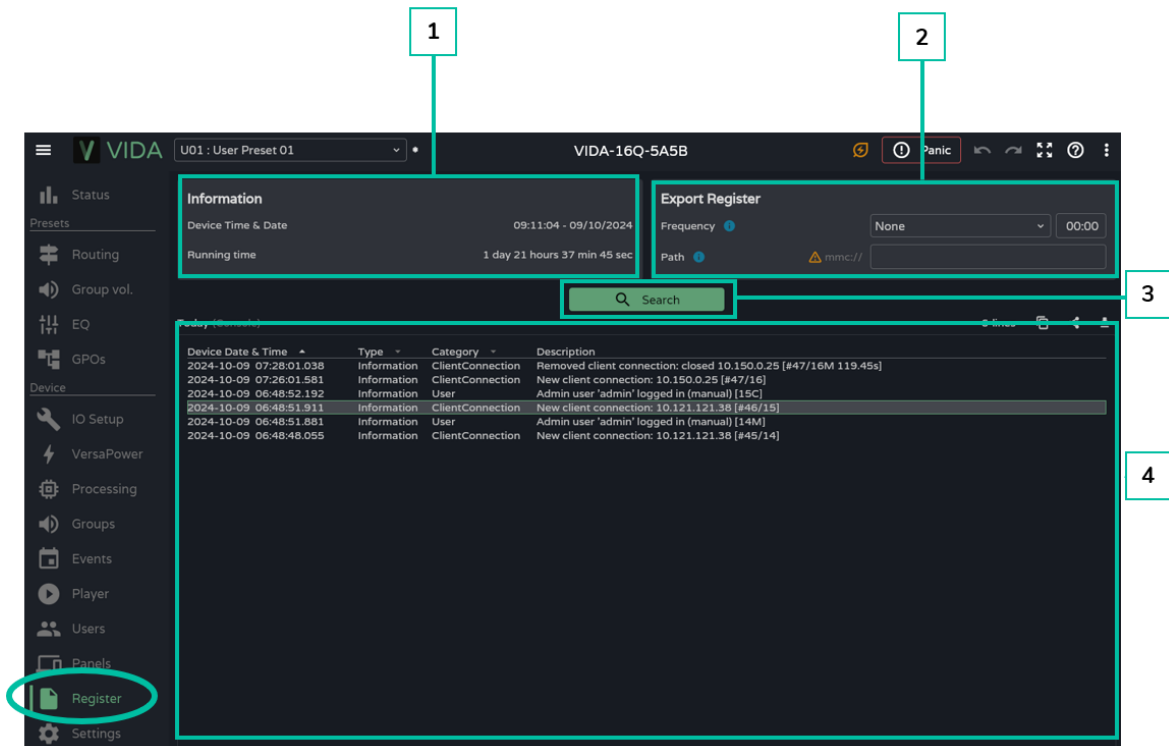 1
2
VIDA
U01 : User Preset 01
VIDA-16Q-5A5B
Panic
Status
Presets
Routing
Group vol.
EQ
GPOs
Device
IO Setup
VersaPower
Processing
Groups
Events
Player
Users
Panels
Register
Settings
Information
Device Time & Date 09:11:04 - 09/10/2024
Running time 1 day 21 hours 37 min 45 sec
Export Register
Frequency None 00:00
Path mmc://
3
Search
Today (Console) lines
4
Device Date & Time Type Category Description
2024-10-09 07:28:01.038 Information ClientConnection Removed client connection: closed 10.150.0.25 [#47/16M 119.45s]
2024-10-09 07:26:01.581 Information ClientConnection New client connection: 10.150.0.25 [#47/16]
2024-10-09 06:48:52.192 Information User Admin user 'admin' logged in (manual) [15C]
2024-10-09 06:48:51.911 Information ClientConnection New client connection: 10.121.121.38 [#46/15]
2024-10-09 06:48:51.881 Information User Admin user 'admin' logged in (manual) [14M]
2024-10-09 06:48:48.055 Information ClientConnection New client connection: 10.121.121.38 [#45/14]